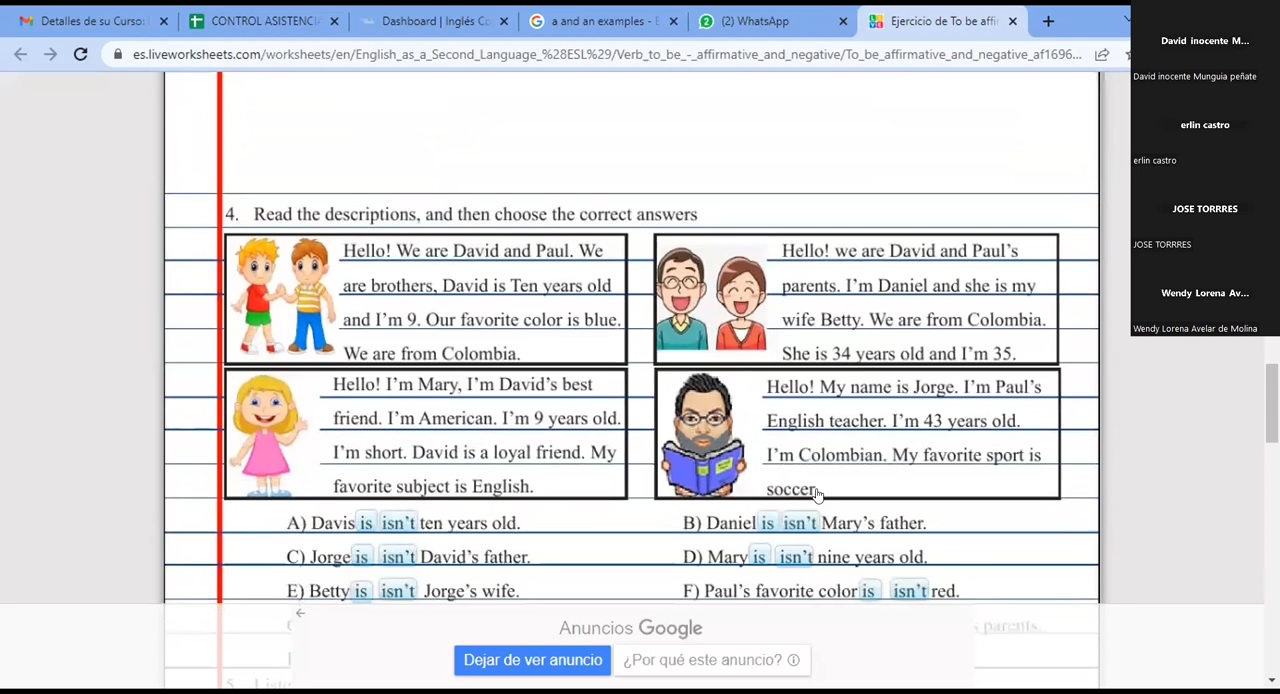 Detalles de su Curso:
CONTROL ASISTENCIA
Dashboard | Inglés Co
a and an examples - B
(2) WhatsApp
Ejercicio de To be affi
es.liveworksheets.com/worksheets/en/English_as_a_Second_Language_%28ESL%29/Verb_to_be_-_affirmative_and_negative/To_be_affirmative_and_negative_af1696...
David inocente M...
David inocente Munguia peñate
erlin castro
erlin castro
JOSE TORRRES
JOSE TORRRES
Wendy Lorena Av...
Wendy Lorena Avelar de Molina
4. Read the descriptions, and then choose the correct answers
Hello! We are David and Paul. We
are brothers, David is Ten years old
and I'm 9. Our favorite color is blue.
We are from Colombia.
Hello! we are David and Paul's
parents. I'm Daniel and she is my
wife Betty. We are from Colombia.
She is 34 years old and I'm 35.
Hello! I'm Mary, I'm David's best
friend. I'm American. I'm 9 years old.
I'm short. David is a loyal friend. My
favorite subject is English.
Hello! My name is Jorge. I'm Paul's
English teacher. I'm 43 years old.
I'm Colombian. My favorite sport is
soccer.
A) Davis is isn't ten years old.
B) Daniel is isn't Mary's father.
C) Jorge is isn't David's father.
D) Mary is isn't nine years old.
E) Betty is isn't Jorge's wife.
F) Paul's favorite color is isn't red.
parents.
Anuncios Google
Dejar de ver anuncio
¿Por qué este anuncio?
5. Liste